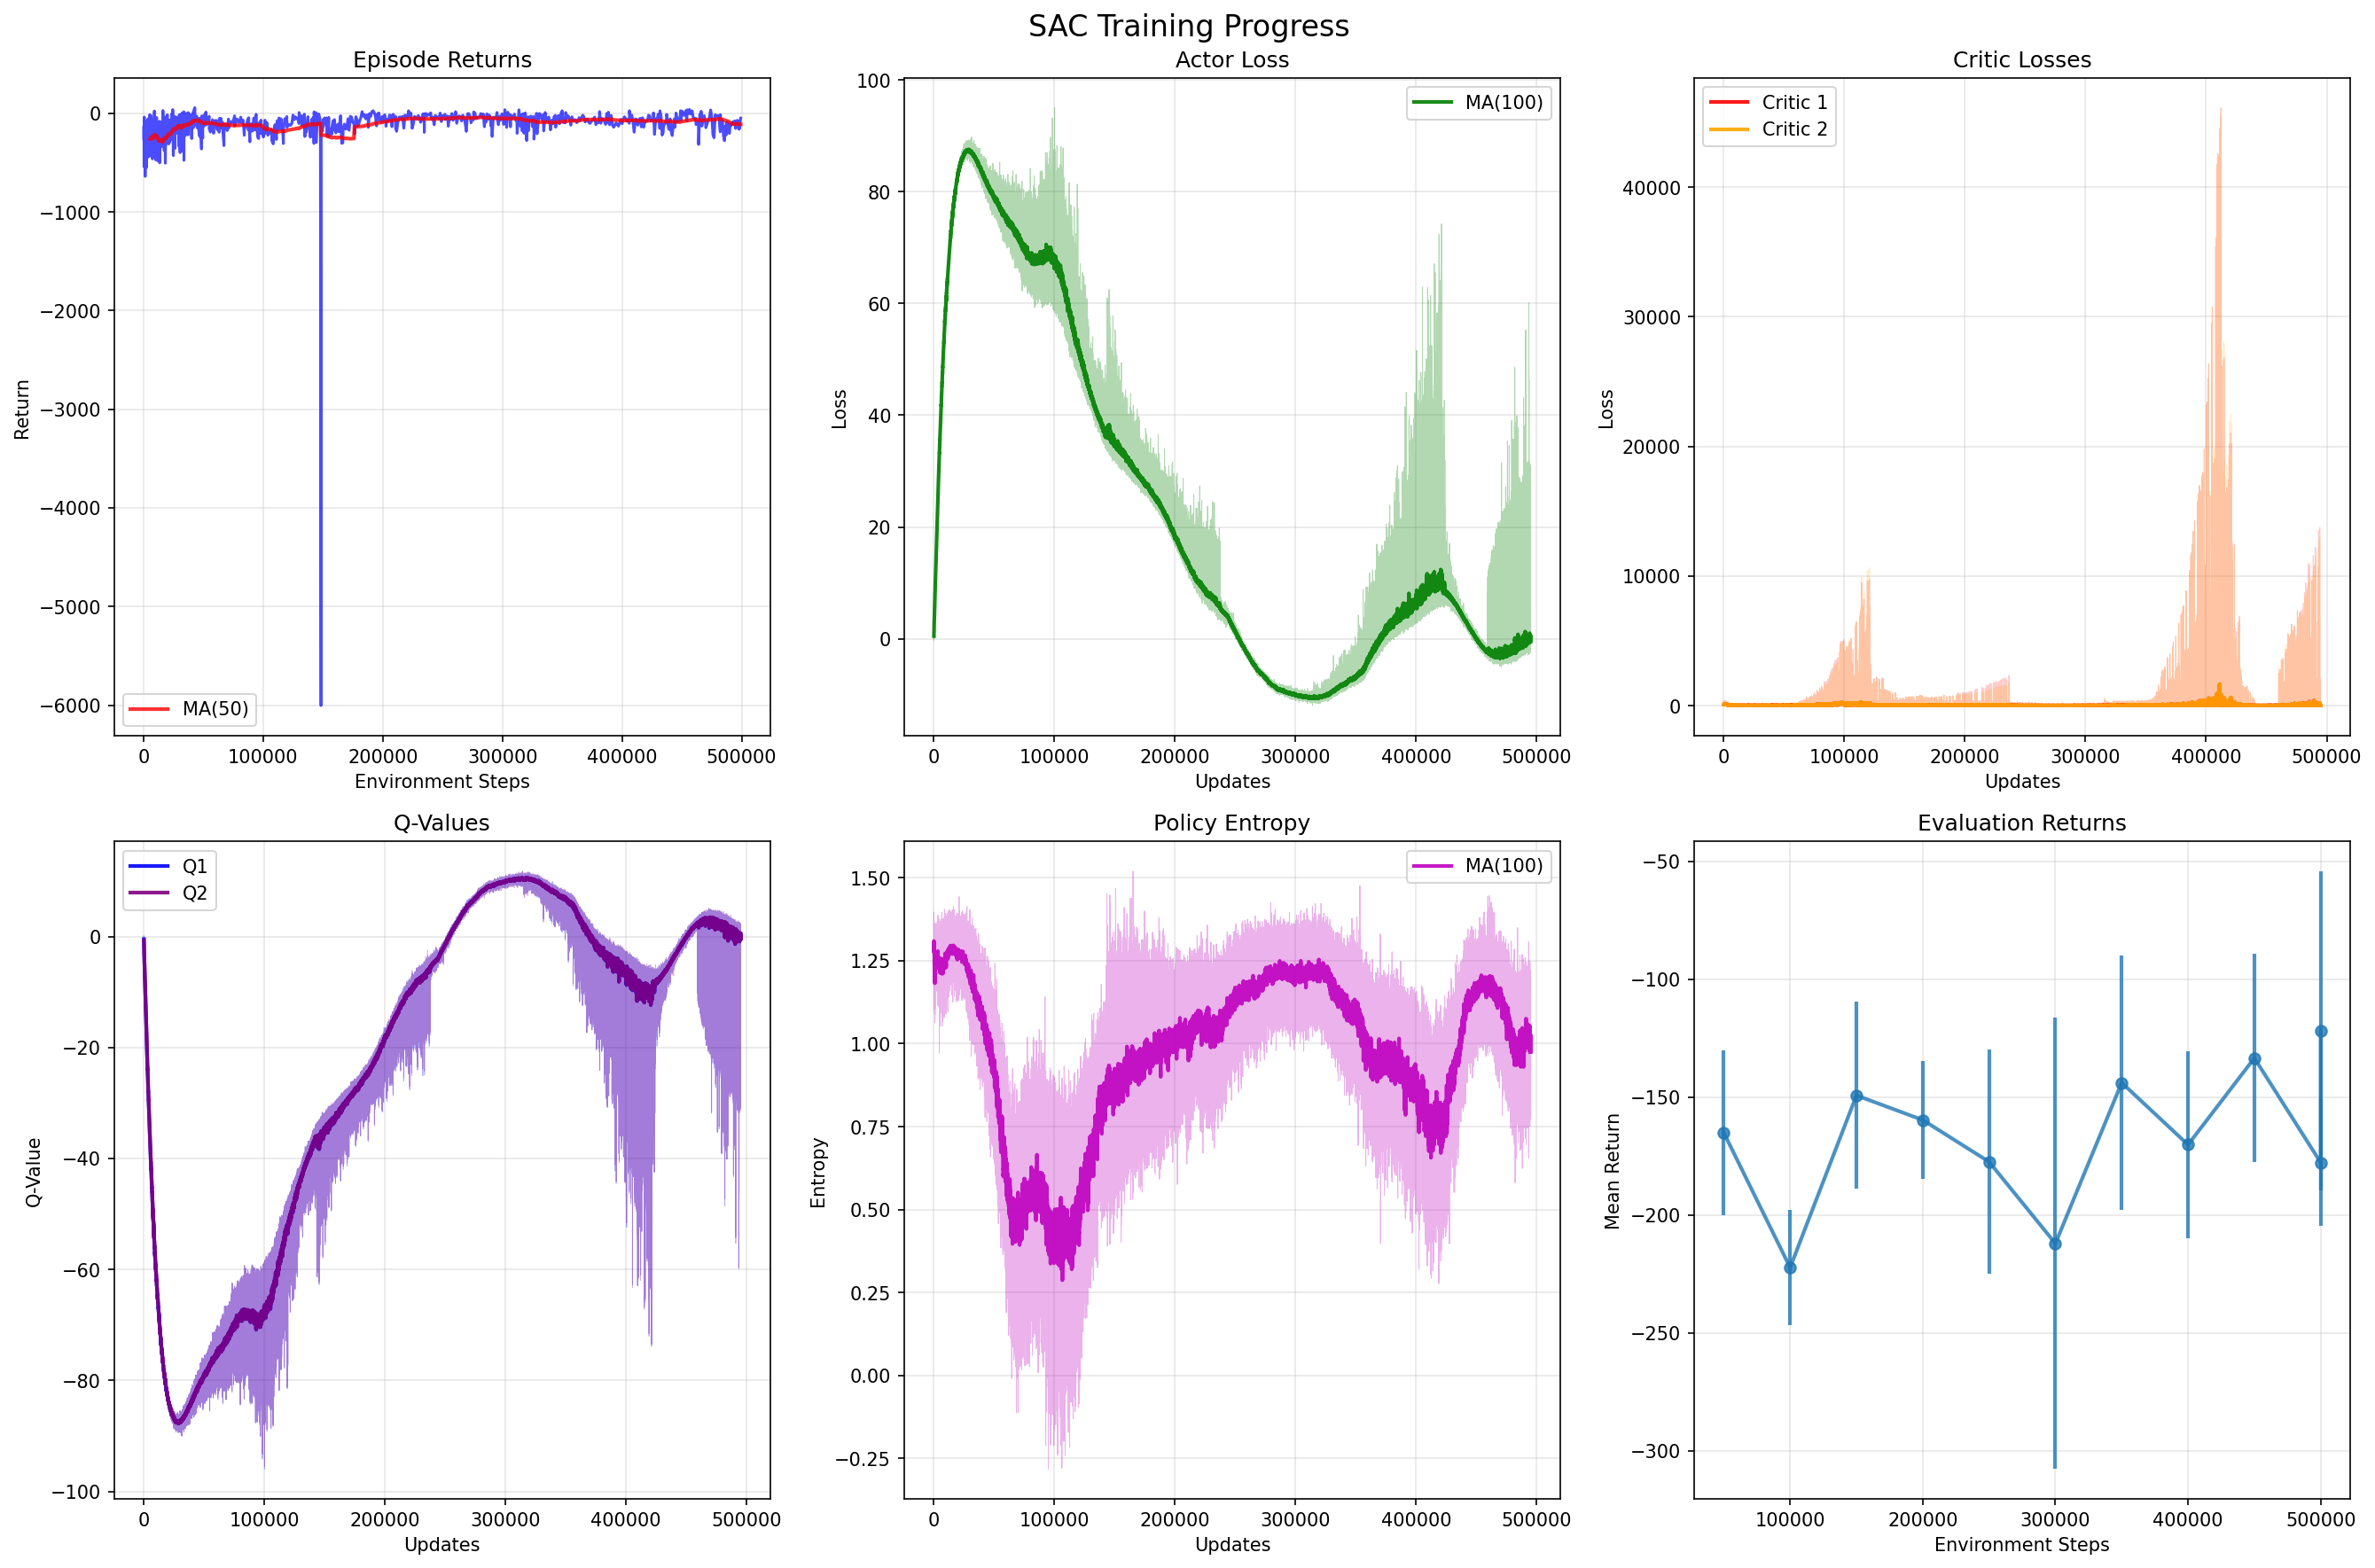 SAC Training Progress
Episode Returns
0
−1000
−2000
−3000
−4000
−5000
−6000
Return
MA(50)
0
100000
200000
300000
400000
500000
Environment Steps
Actor Loss
100
80
60
40
20
0
Loss
MA(100)
0
100000
200000
300000
400000
500000
Updates
Critic Losses
Critic 1
Critic 2
40000
30000
20000
10000
0
Loss
0
100000
200000
300000
400000
500000
Updates
Q-Values
Q1
Q2
0
−20
−40
−60
−80
−100
Q-Value
0
100000
200000
300000
400000
500000
Updates
Policy Entropy
MA(100)
1.50
1.25
1.00
0.75
0.50
0.25
0.00
−0.25
Entropy
0
100000
200000
300000
400000
500000
Updates
Evaluation Returns
−50
−100
−150
−200
−250
−300
Mean Return
100000
200000
300000
400000
500000
Environment Steps